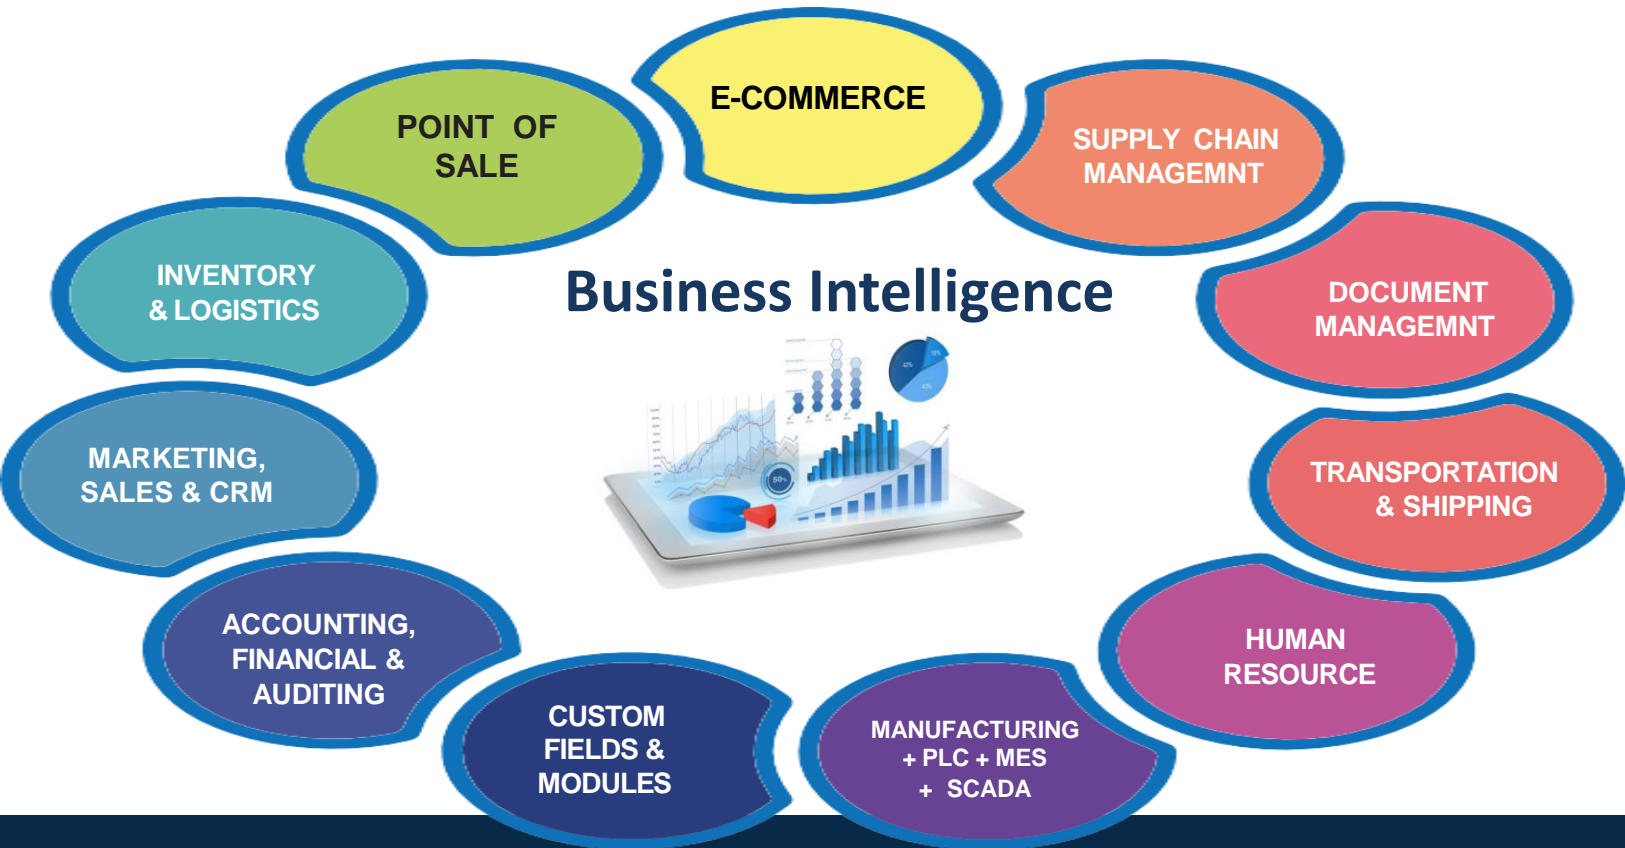 E-COMMERCE
POINT OF
SALE
SUPPLY CHAIN
MANAGEMNT
INVENTORY
& LOGISTICS
Business Intelligence
DOCUMENT
MANAGEMNT
MARKETING,
SALES & CRM
50%
TRANSPORTATION
& SHIPPING
ACCOUNTING,
FINANCIAL &
AUDITING
HUMAN
RESOURCE
CUSTOM
FIELDS &
MODULES
MANUFACTURING
+ PLC + MES
+ SCADA